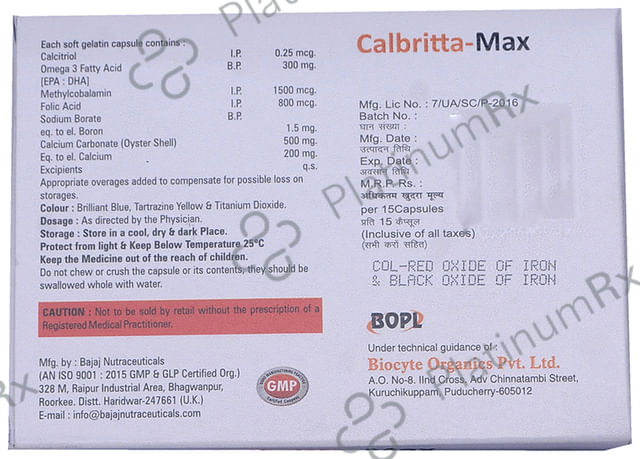 Each soft gelatin capsule contains :
Calcitriol I.P. 0.25 mcg.
Omega 3 Fatty Acid B.P. 300 mg.
[EPA : DHA]
Methylcobalamin I.P. 1500 mcg.
Folic Acid I.P. 800 mcg.
Sodium Borate B.P.
eq. to el. Boron 1.5 mg.
Calcium Carbonate (Oyster Shell) 500 mg.
Eq. to el. Calcium 200 mg.
Excipients q.s.
Appropriate overages added to compensate for possible loss on
storages.
Colour : Brilliant Blue, Tartrazine Yellow & Titanium Dioxide.
Dosage : As directed by the Physician.
Storage : Store in a cool, dry & dark Place.
Protect from light & Keep Below Temperature 25°C
Keep the Medicine out of the reach of children.
Do not chew or crush the capsule or its contents, they should be
swallowed whole with water.
CAUTION : Not to be sold by retail without the prescription of a
Registered Medical Practitioner.
Mfg. by : Bajaj Nutraceuticals
(AN ISO 9001 : 2015 GMP & GLP Certified Org.)
328 M, Raipur Industrial Area, Bhagwanpur,
Roorkee. Distt. Haridwar-247661 (U.K.)
E-mail : info@bajajnutraceuticals.com
GMP
Calbritta-Max
Mfg. Lic No. : 7/UA/SC/P-2016
Batch No. :
घान संख्या :
Mfg. Date :
उत्पादन तिथि
Exp. Date :
अवसान तिथि
M.R.P. Rs. :
अधिकतम खुदरा मूल्य
per 15Capsules
प्रति 15 कैप्सूल
(Inclusive of all taxes)
(सभी करों सहित)
COL-RED OXIDE OF IRON
& BLACK OXIDE OF IRON
BOPL
Under technical guidance of :
Biocyte Organics Pvt. Ltd.
A.O. No-8. IInd Cross, Adv Chinnatambi Street,
Kuruchikuppam, Puducherry-605012
PlatinumRx
PlatinumRx
PlatinumRx